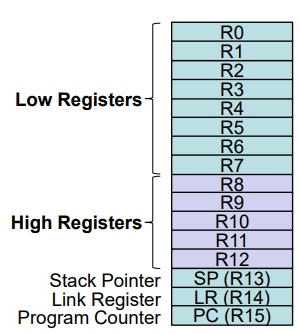 R0
R1
R2
R3
Low Registers
R4
R5
R6
R7
R8
R9
High Registers
R10
R11
R12
Stack Pointer SP (R13)
Link Register LR (R14)
Program Counter PC (R15)